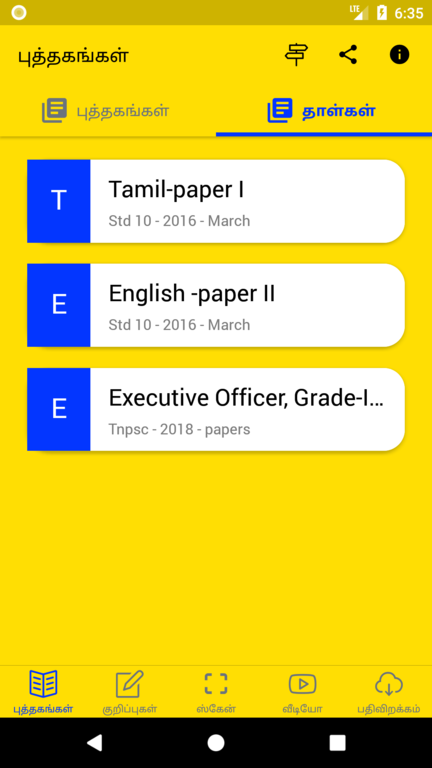 LTE 6:35
புத்தகங்கள்
புத்தகங்கள் தாள்கள்
T Tamil-paper I
Std 10 - 2016 - March
E English -paper II
Std 10 - 2016 - March
E Executive Officer, Grade-I...
Tnpsc - 2018 - papers
புத்தகங்கள் குறிப்புகள் ஸ்கேன் வீடியோ பதிவிறக்கம்